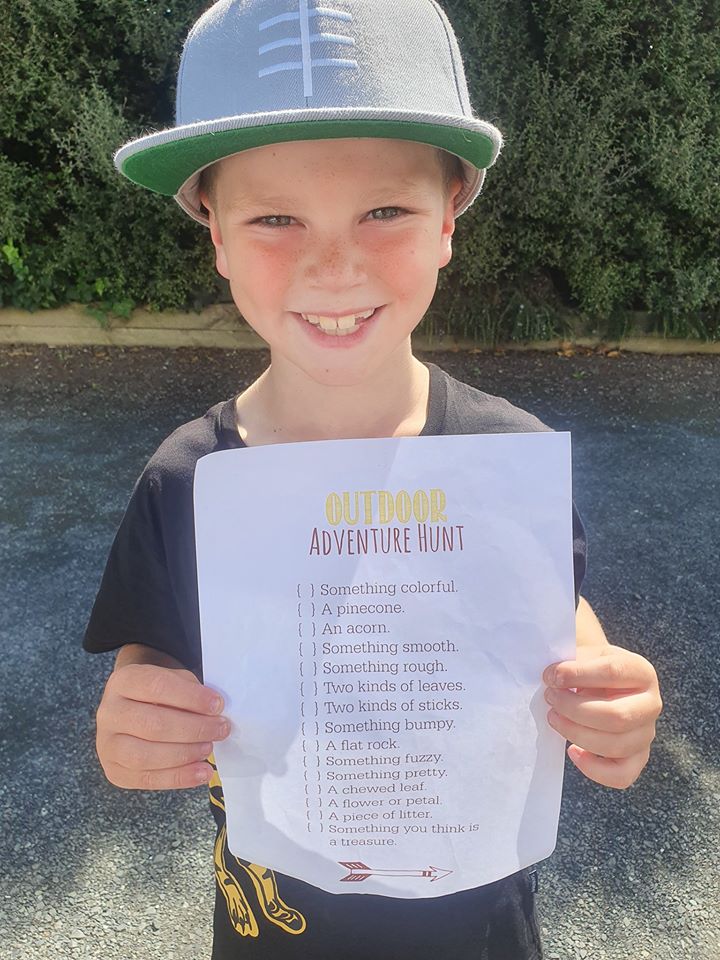 OUTDOOR
ADVENTURE HUNT
{ } Something colorful.
{ } A pinecone.
{ } An acorn.
{ } Something smooth.
{ } Something rough.
{ } Two kinds of leaves.
{ } Two kinds of sticks.
{ } Something bumpy.
{ } A flat rock.
{ } Something fuzzy.
{ } Something pretty.
{ } A chewed leaf.
{ } A flower or petal.
{ } A piece of litter.
{ } Something you think is
a treasure.